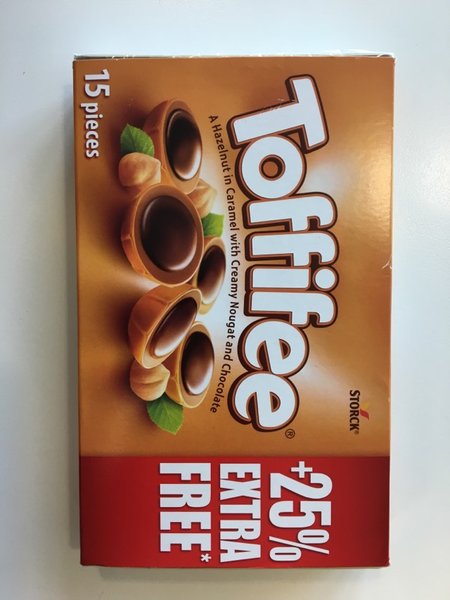 STORCK®
Toffifee®
A Hazelnut in Caramel with Creamy Nougat and Chocolate
15 pieces
+25%
EXTRA
FREE*